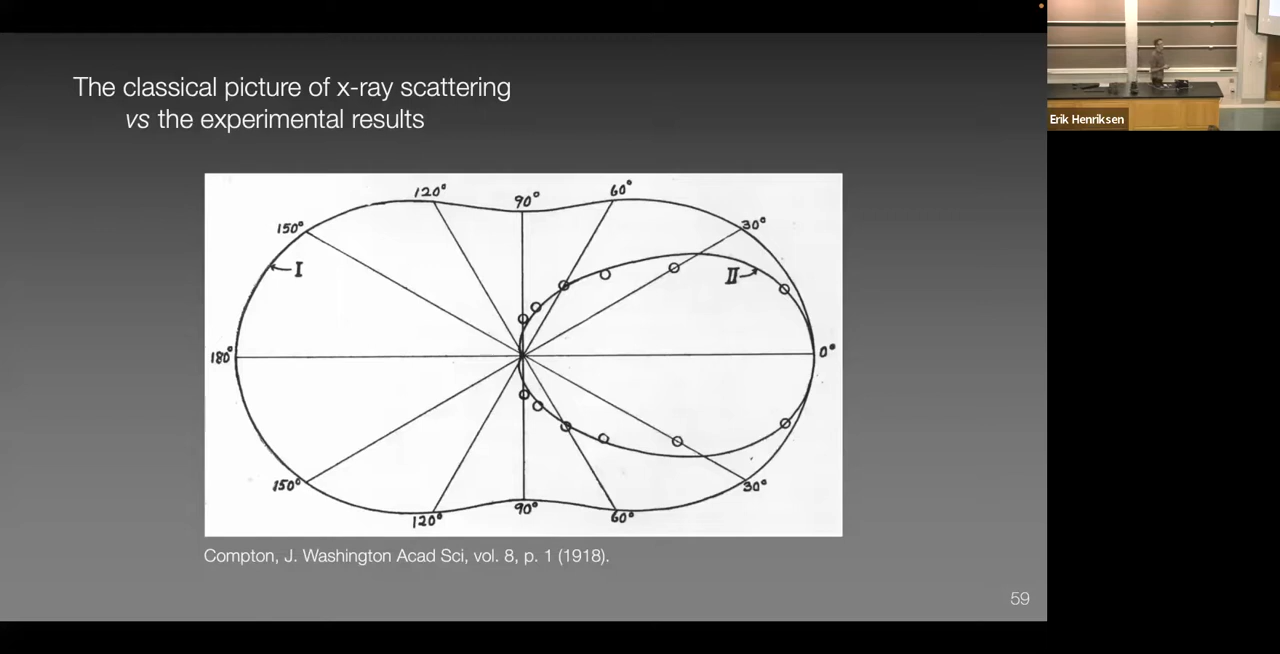 The classical picture of x-ray scattering
vs the experimental results
120°
90°
60°
150°
30°
I
II
180°
0°
150°
30°
120°
90°
60°
Compton, J. Washington Acad Sci, vol. 8, p. 1 (1918).
59
Erik Henriksen